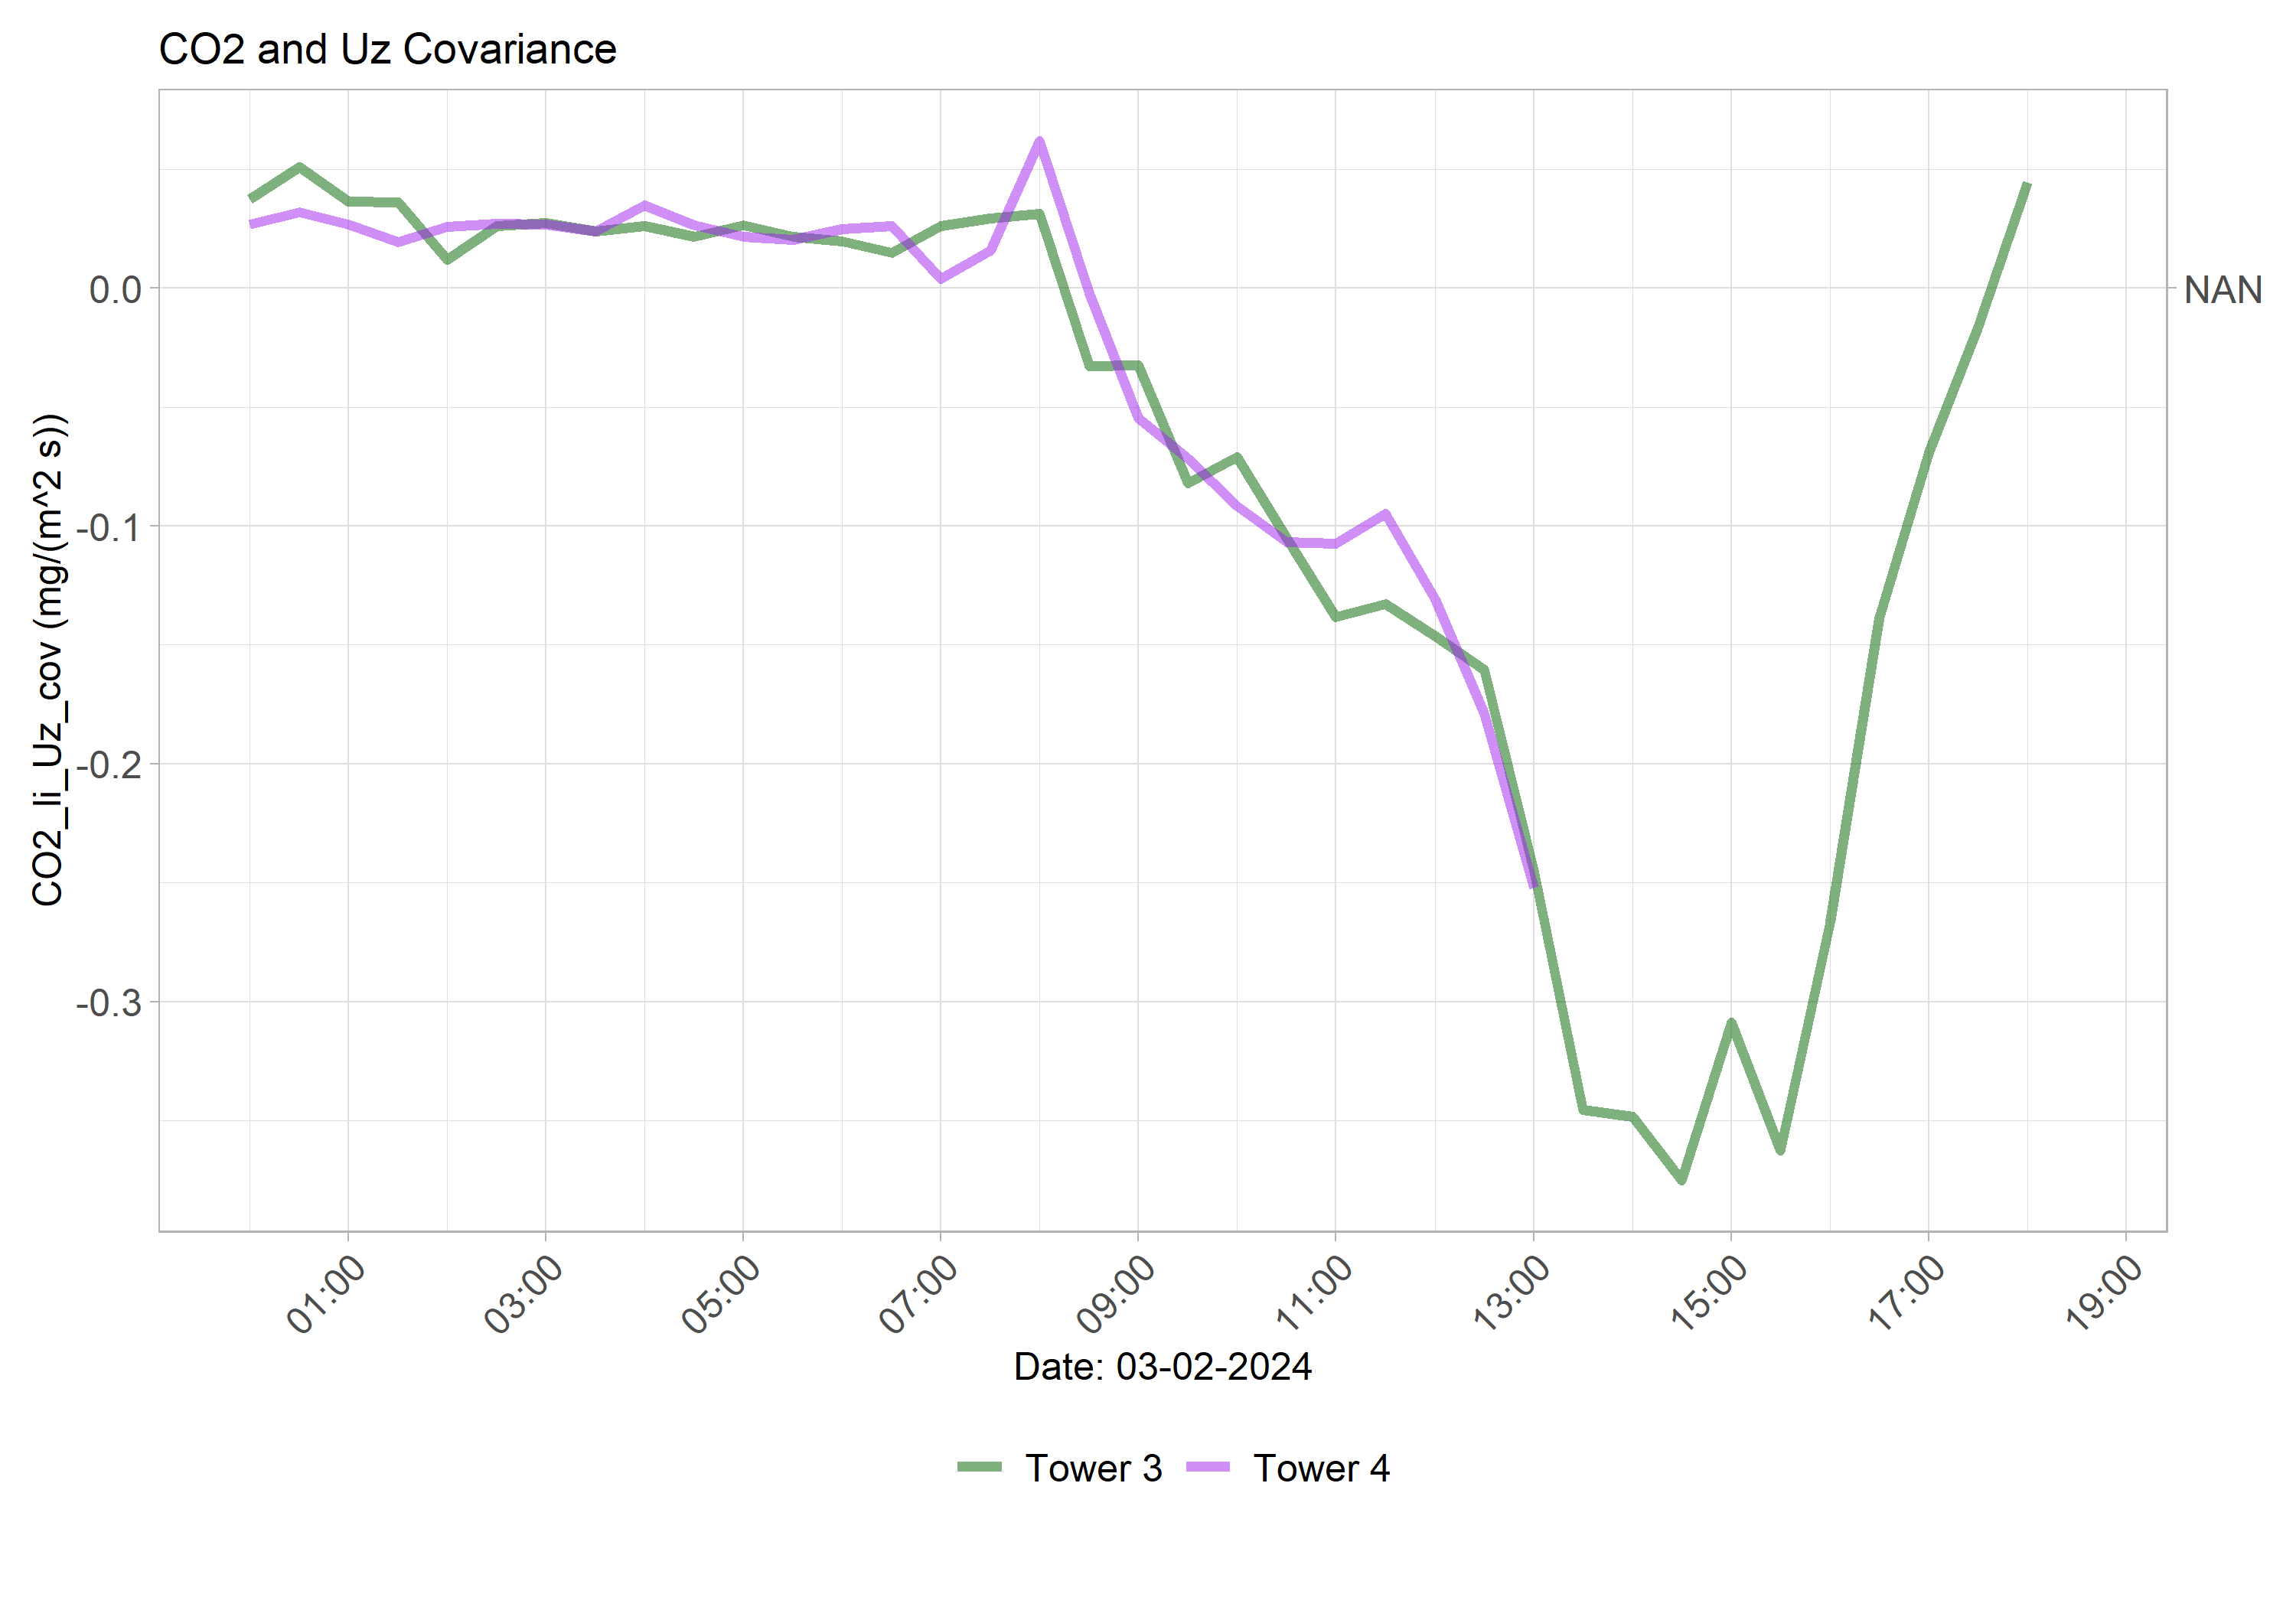 CO2 and Uz Covariance
CO2_li_Uz_cov (mg/(m^2 s))
0.0
-0.1
-0.2
-0.3
NAN
01:00
03:00
05:00
07:00
09:00
11:00
13:00
15:00
17:00
19:00
Date: 03-02-2024
Tower 3
Tower 4